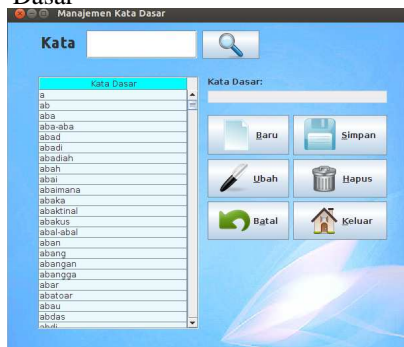 Dasar
Manajemen Kata Dasar
Kata
Kata Dasar
a
ab
aba
aba-aba
abad
abadi
abadiah
abah
abai
abaimana
abaka
abaktinal
abakus
abal-abal
aban
abang
abangan
abangga
abar
abatoar
abau
abdas
abdi
Kata Dasar:
Baru
Simpan
Ubah
Hapus
Batal
Keluar